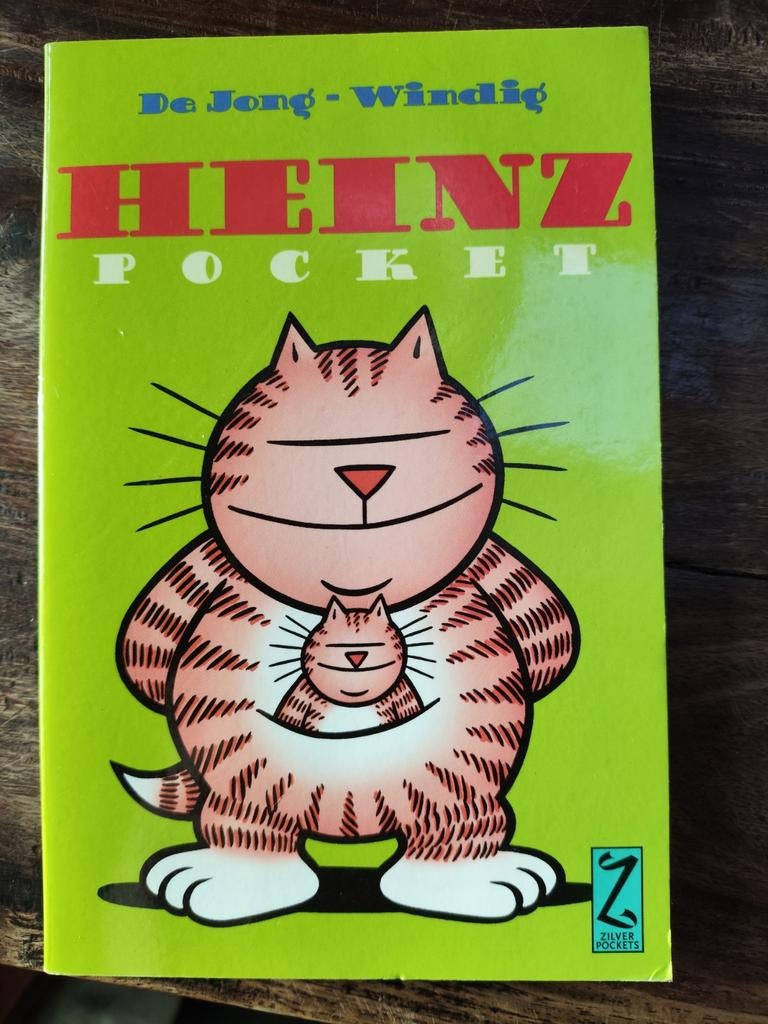 De Jong - Windig
HEINZ
POCKET
ZILVER
POCKETS